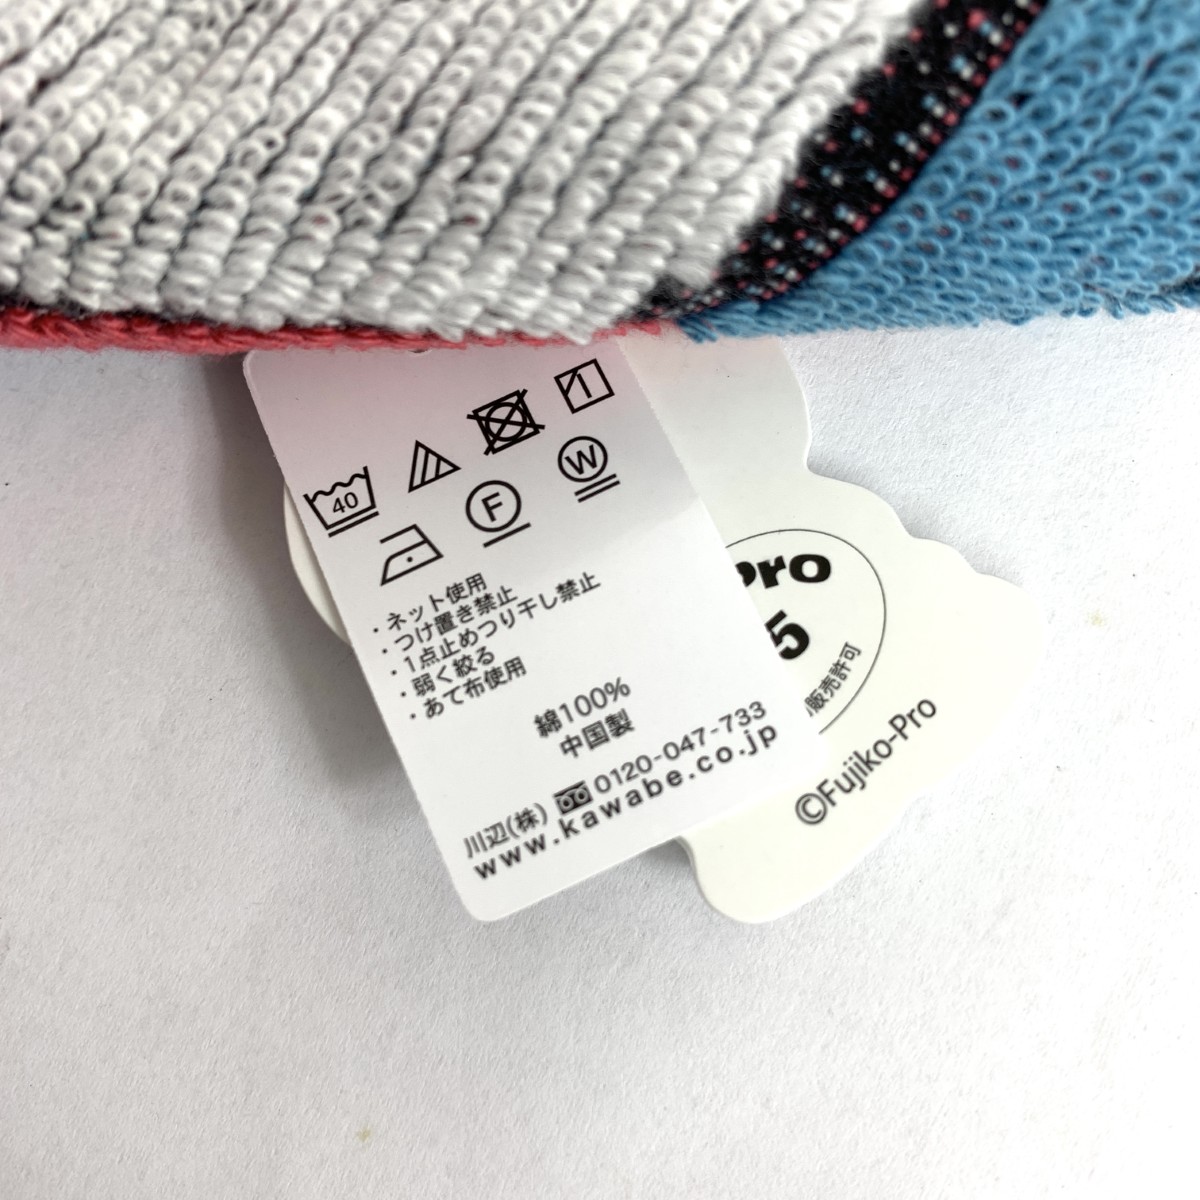 40
F
W
・ネット使用
・つけ置き禁止
・1点止めつり干し禁止
・弱く絞る
・あて布使用
綿100%
中国製
川辺(株) 0120-047-733
www.kawabe.co.jp
Pro
5
販売許可
©Fujiko-Pro